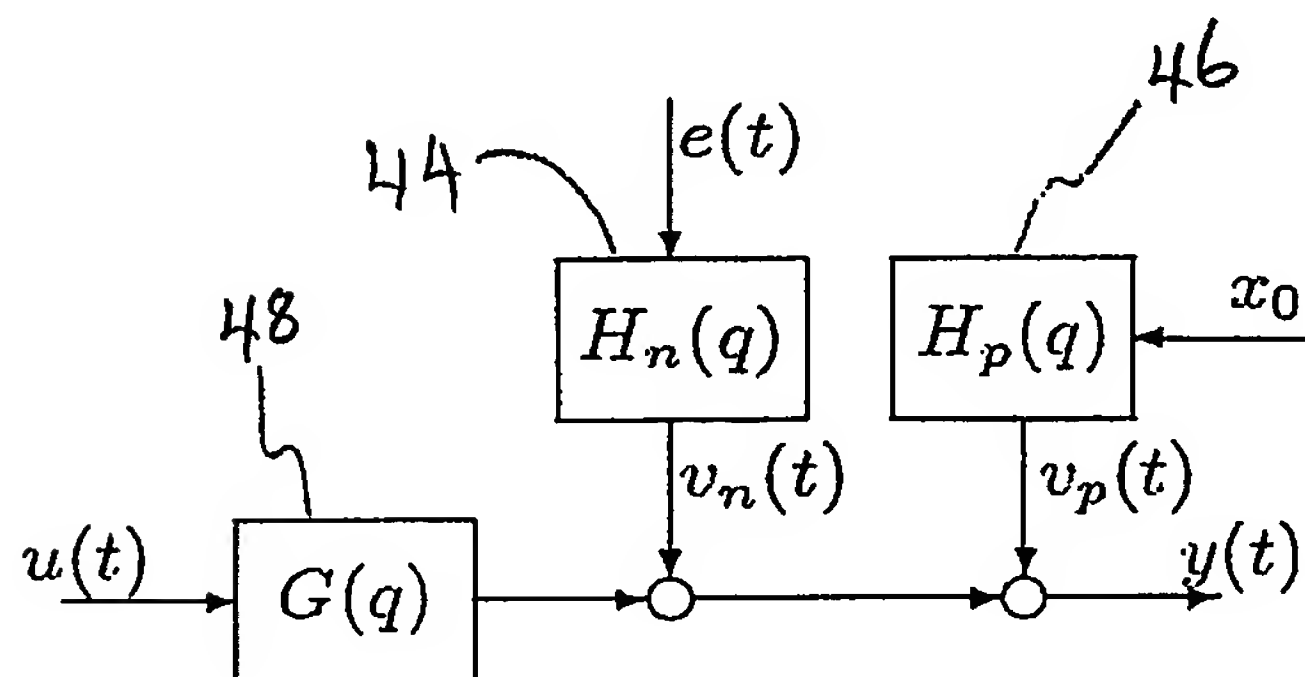 46
e(t)
44
H_n(q)
H_p(q)
x_0
48
v_n(t)
v_p(t)
u(t)
G(q)
y(t)